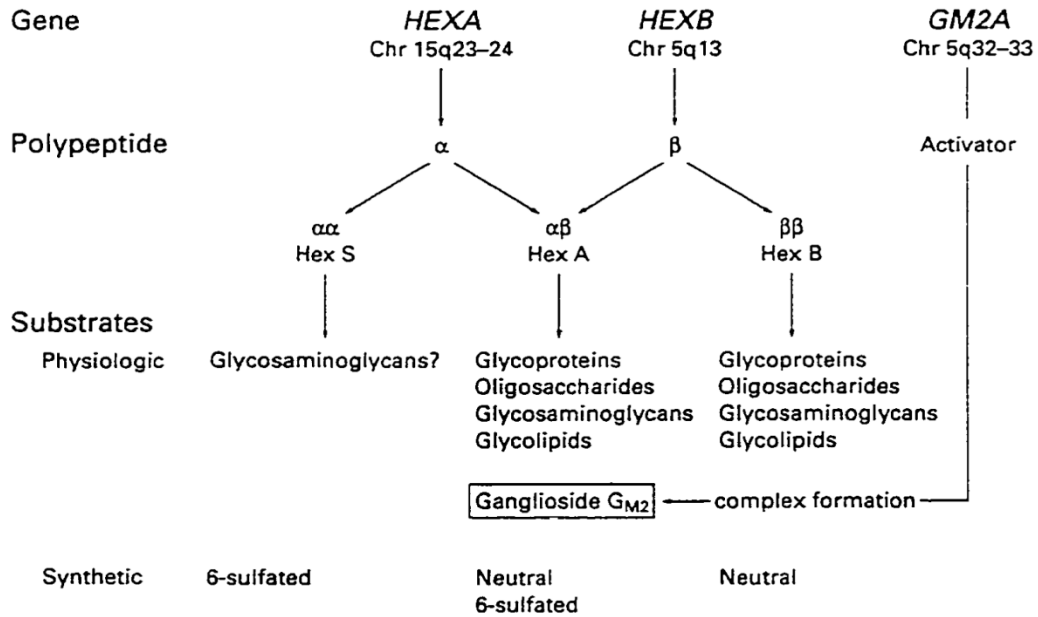 Gene HEXA HEXB GM2A
Chr 15q23–24 Chr 5q13 Chr 5q32–33
Polypeptide α β Activator
αα αβ ββ
Hex S Hex A Hex B
Substrates
Physiologic Glycosaminoglycans? Glycoproteins Glycoproteins
Oligosaccharides Oligosaccharides
Glycosaminoglycans Glycosaminoglycans
Glycolipids Glycolipids
Ganglioside GM2 complex formation
Synthetic 6-sulfated Neutral Neutral
6-sulfated